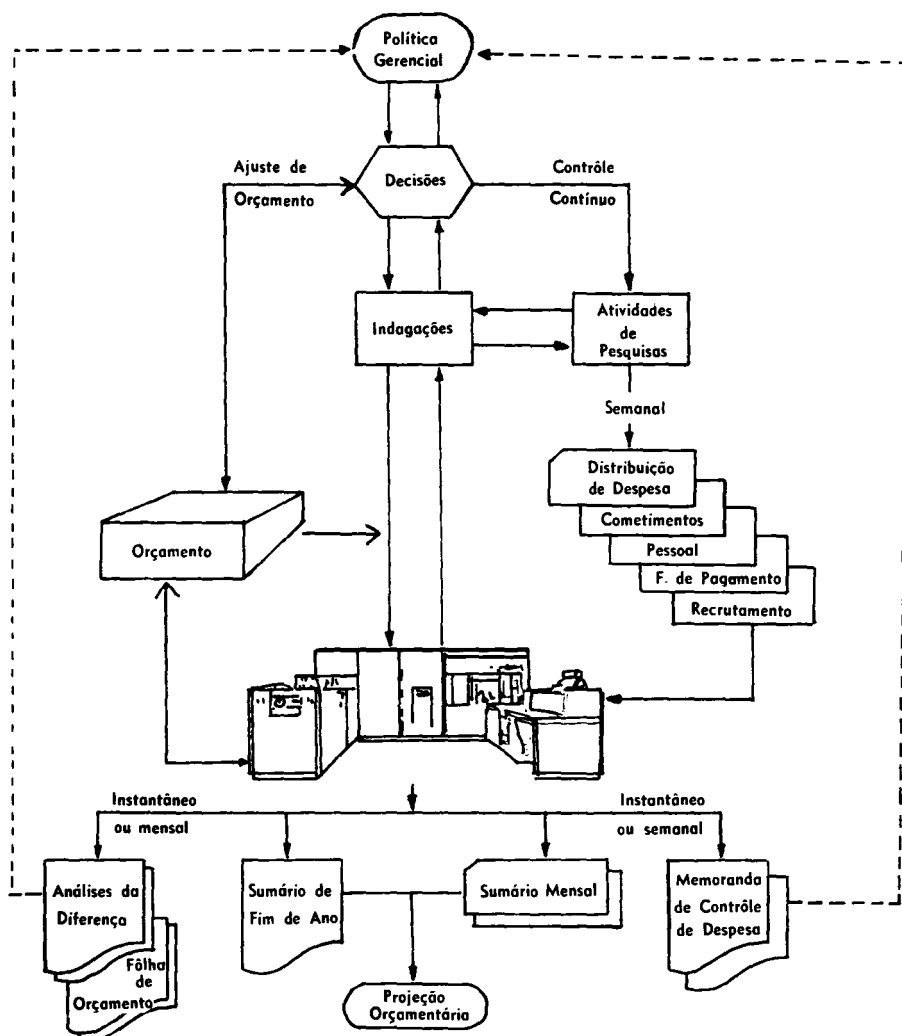 Política
Gerencial
Ajuste de
Orçamento
Decisões
Contrôle
Contínuo
Indagações
Atividades
de
Pesquisas
Semanal
Distribuição
de Despesa
Cometimentos
Pessoal
F. de Pagamento
Recrutamento
Orçamento
Instantâneo
ou mensal
Instantâneo
ou semanal
Análises da
Diferença
Fôlha
de
Orçamento
Sumário de
Fim de Ano
Sumário Mensal
Memoranda
de Contrôle
de Despesa
Projeção
Orçamentária